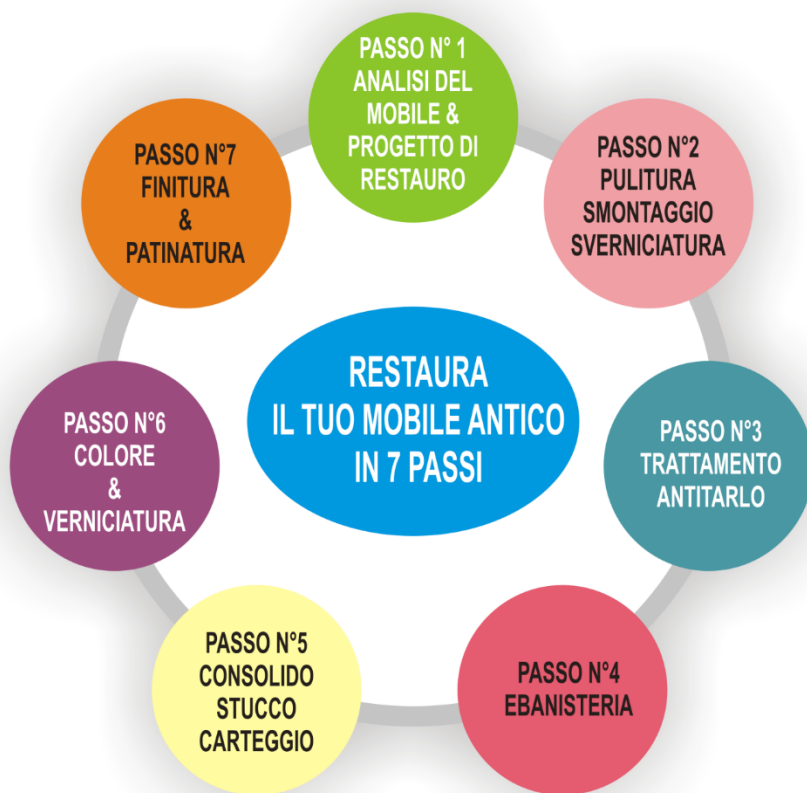 RESTAURA
IL TUO MOBILE ANTICO
IN 7 PASSI
PASSO N° 1
ANALISI DEL
MOBILE &
PROGETTO DI
RESTAURO
PASSO N°2
PULITURA
SMONTAGGIO
SVERNICIATURA
PASSO N°3
TRATTAMENTO
ANTITARLO
PASSO N°4
EBANISTERIA
PASSO N°5
CONSOLIDO
STUCCO
CARTEGGIO
PASSO N°6
COLORE
&
VERNICIATURA
PASSO N°7
FINITURA
&
PATINATURA